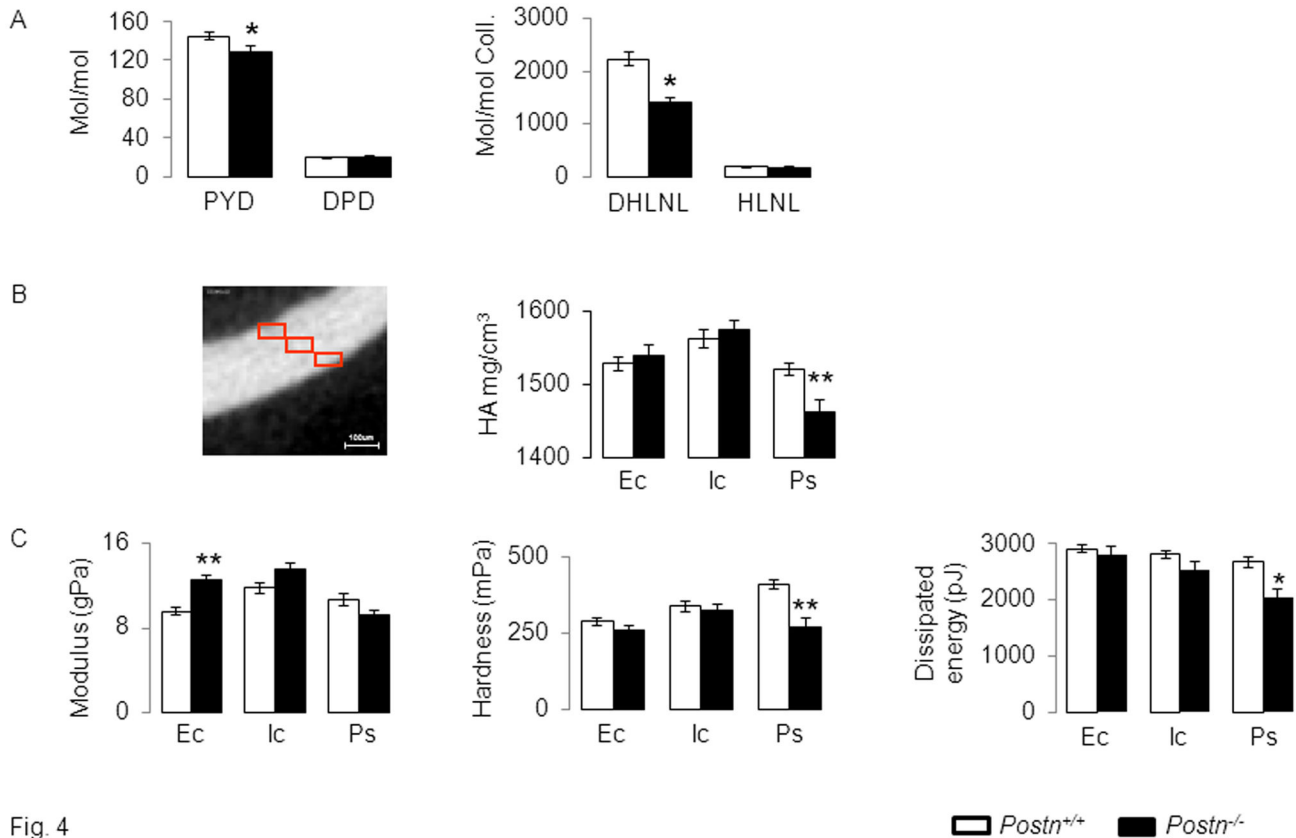 A
Mol/mol
160
120
80
40
0
*
PYD
DPD
Mol/mol Coll.
3000
2000
1000
0
*
DHLNL
HLNL
B
100um
HA mg/cm³
1600
1500
1400
**
Ec
Ic
Ps
C
Modulus (gPa)
16
8
0
**
Ec
Ic
Ps
Hardness (mPa)
500
250
0
**
Ec
Ic
Ps
Dissipated
energy (pJ)
3000
2000
1000
0
*
Ec
Ic
Ps
Fig. 4
Postn+/+
Postn-/-